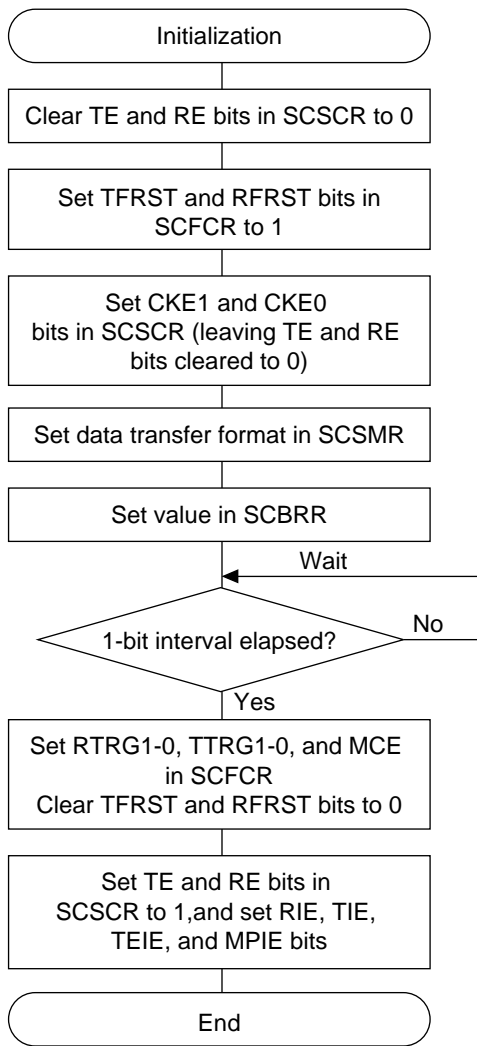 Initialization
Clear TE and RE bits in SCSCR to 0
Set TFRST and RFRST bits in
SCFCR to 1
Set CKE1 and CKE0
bits in SCSCR (leaving TE and RE
bits cleared to 0)
Set data transfer format in SCSMR
Set value in SCBRR
Wait
1-bit interval elapsed?
No
Yes
Set RTRG1-0, TTRG1-0, and MCE
in SCFCR
Clear TFRST and RFRST bits to 0
Set TE and RE bits in
SCSCR to 1,and set RIE, TIE,
TEIE, and MPIE bits
End